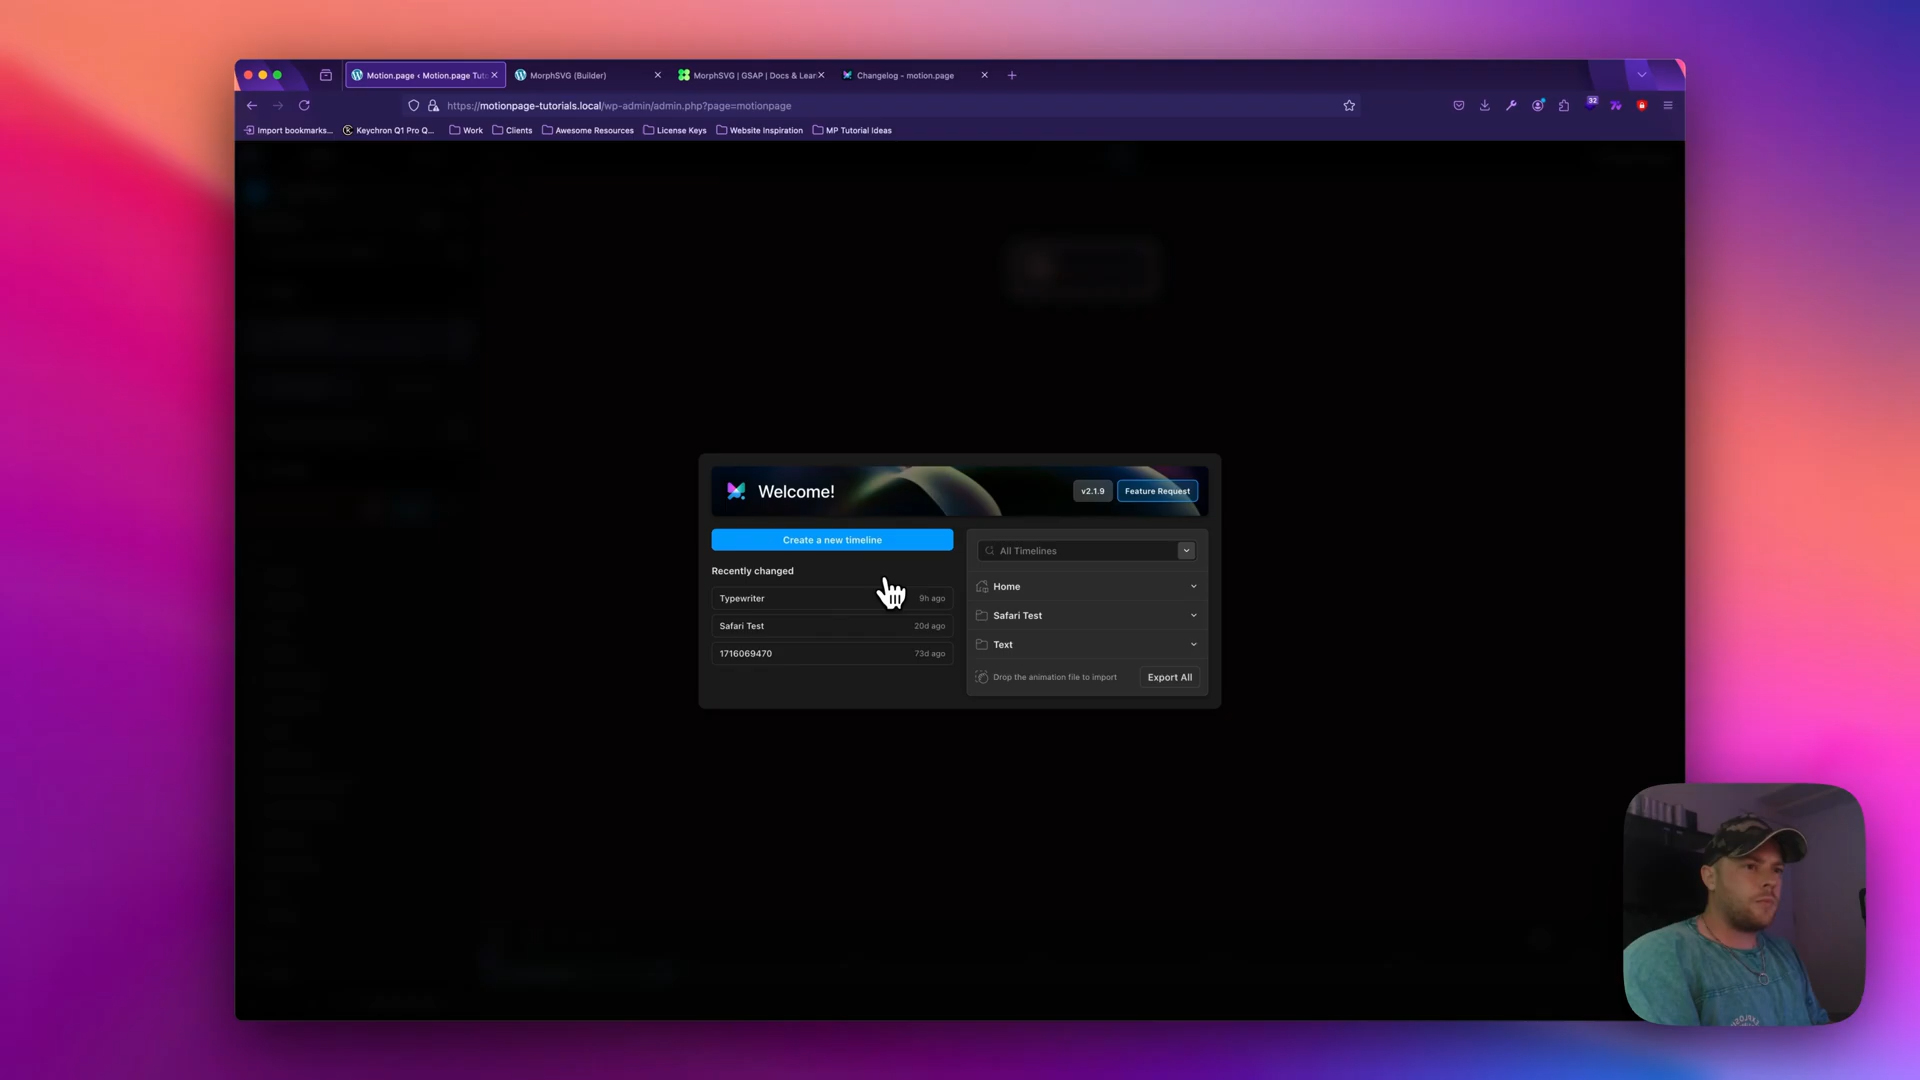 Motion.page ‹ Motion.page Tuto
MorphSVG (Builder)
MorphSVG | GSAP | Docs & Lear
Changelog - motion.page
https://motionpage-tutorials.local/wp-admin/admin.php?page=motionpage
32
Import bookmarks...
Keychron Q1 Pro Q...
Work
Clients
Awesome Resources
License Keys
Website Inspiration
MP Tutorial Ideas
Welcome!
v2.1.9
Feature Request
Create a new timeline
Recently changed
Typewriter
9h ago
Safari Test
20d ago
1716069470
73d ago
All Timelines
Home
Safari Test
Text
Drop the animation file to import
Export All